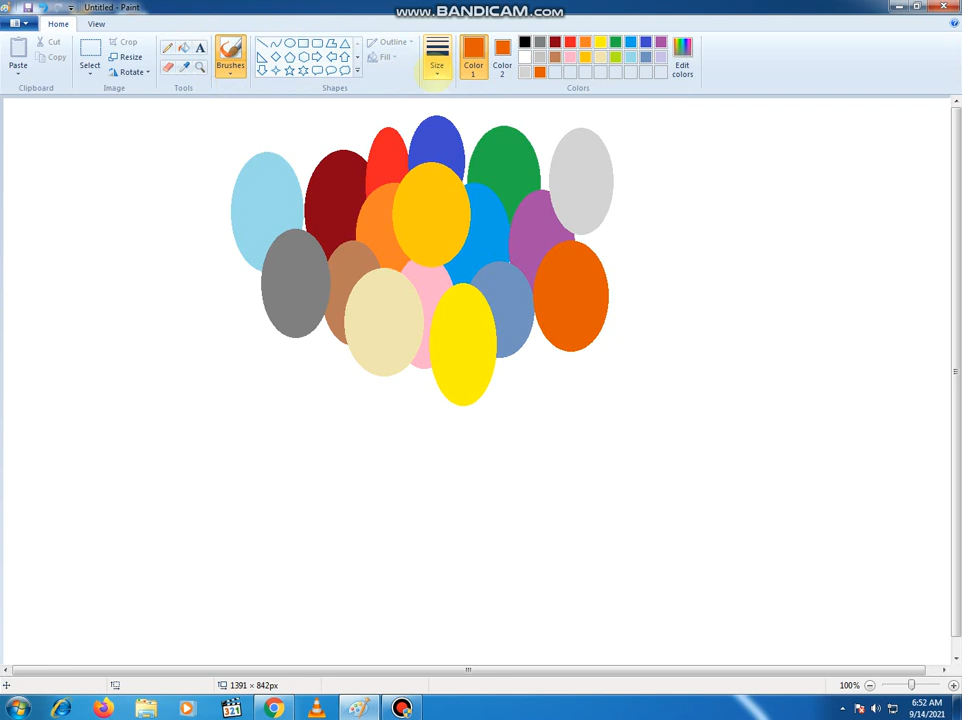 Untitled - Paint
www.BANDICAM.com
Home
View
Paste
Cut
Copy
Clipboard
Select
Crop
Resize
Rotate
Image
A
Tools
Brushes
Outline
Fill
Shapes
Size
Color 1
Color 2
Edit colors
Colors
1391 × 842px
100%
321
6:52 AM
9/14/2021